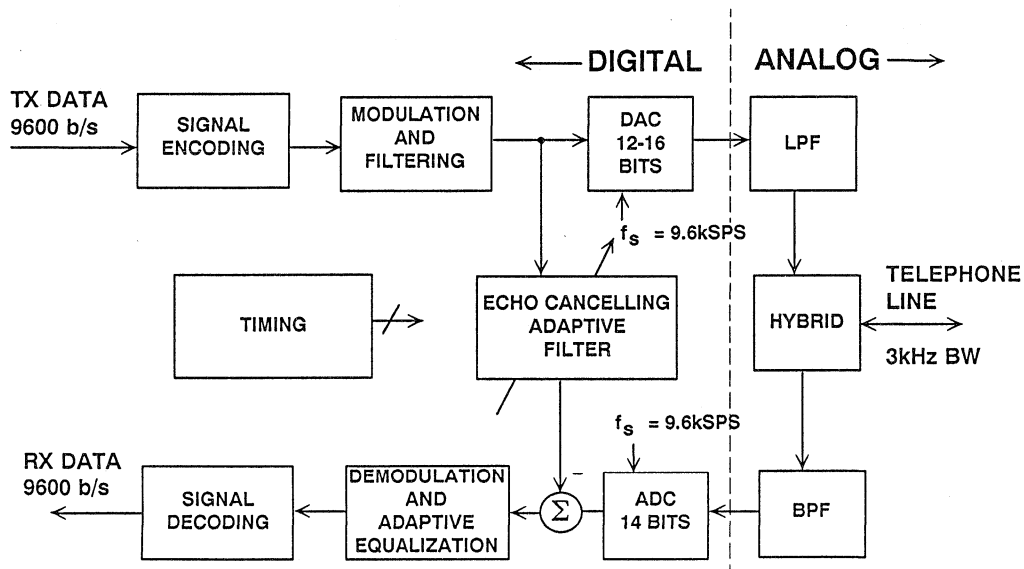 DIGITAL
ANALOG
TX DATA
9600 b/s
SIGNAL
ENCODING
MODULATION
AND
FILTERING
DAC
12-16
BITS
LPF
fs = 9.6kSPS
TIMING
ECHO CANCELLING
ADAPTIVE
FILTER
HYBRID
TELEPHONE
LINE
3kHz BW
fs = 9.6kSPS
RX DATA
9600 b/s
SIGNAL
DECODING
DEMODULATION
AND
ADAPTIVE
EQUALIZATION
–
Σ
ADC
14 BITS
BPF